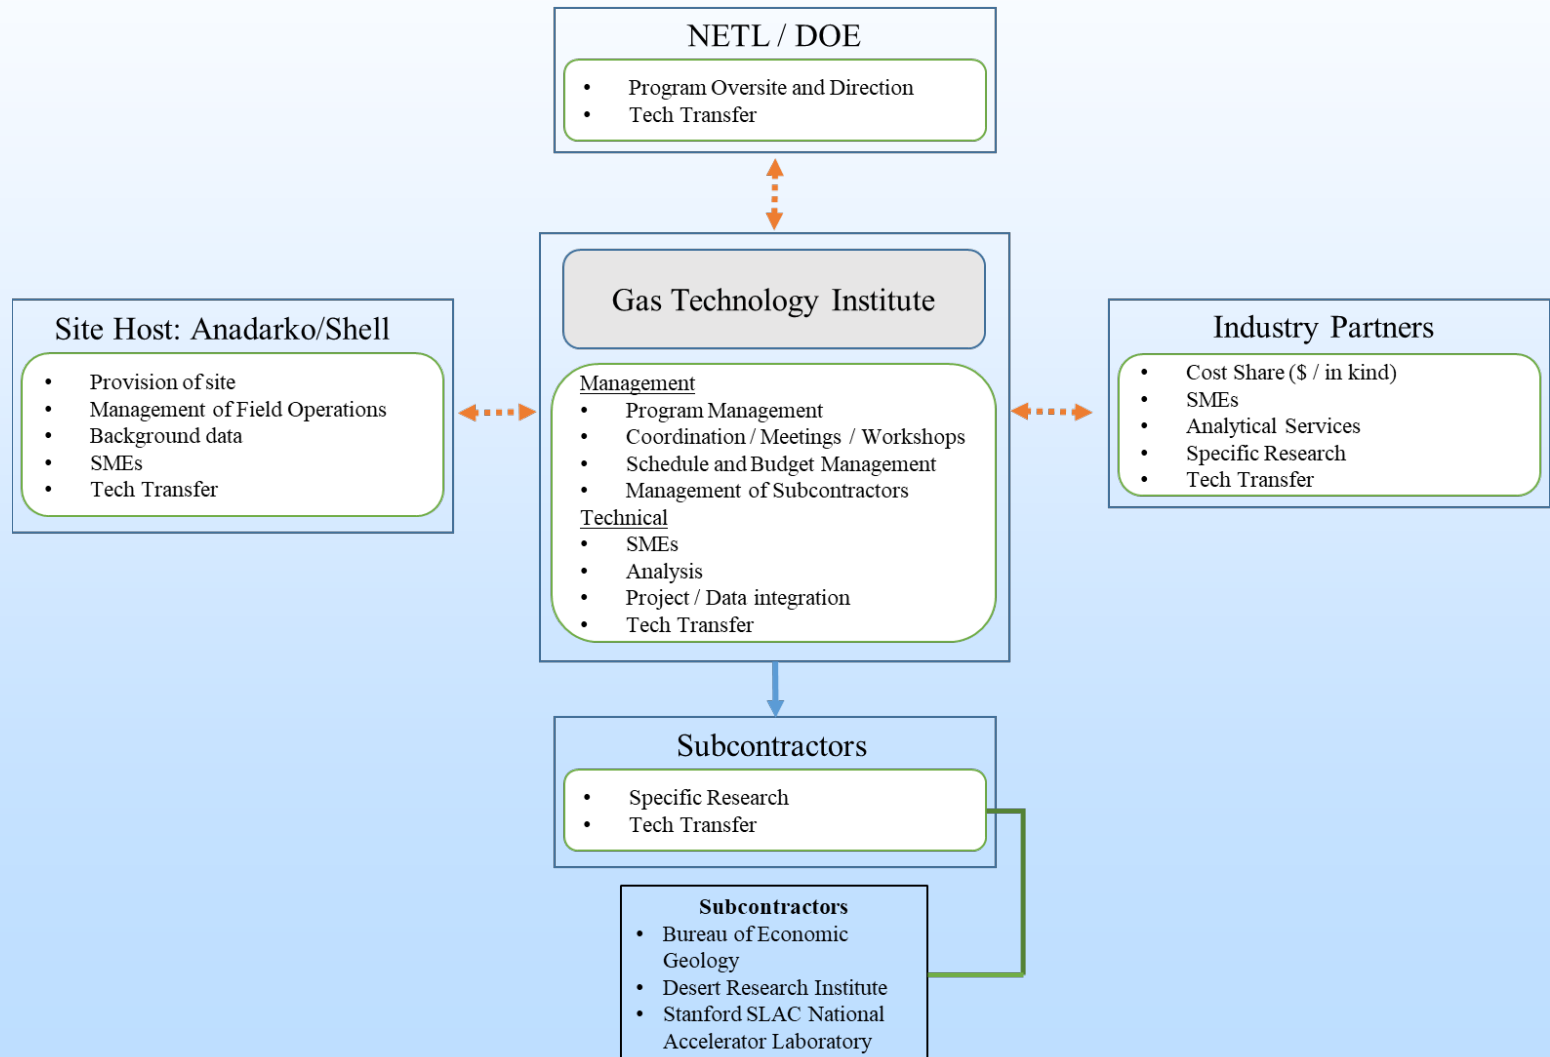 NETL / DOE
• Program Oversite and Direction
• Tech Transfer
Gas Technology Institute
Management
• Program Management
• Coordination / Meetings / Workshops
• Schedule and Budget Management
• Management of Subcontractors
Technical
• SMEs
• Analysis
• Project / Data integration
• Tech Transfer
Site Host: Anadarko/Shell
• Provision of site
• Management of Field Operations
• Background data
• SMEs
• Tech Transfer
Industry Partners
• Cost Share ($ / in kind)
• SMEs
• Analytical Services
• Specific Research
• Tech Transfer
Subcontractors
• Specific Research
• Tech Transfer
Subcontractors
• Bureau of Economic
Geology
• Desert Research Institute
• Stanford SLAC National
Accelerator Laboratory